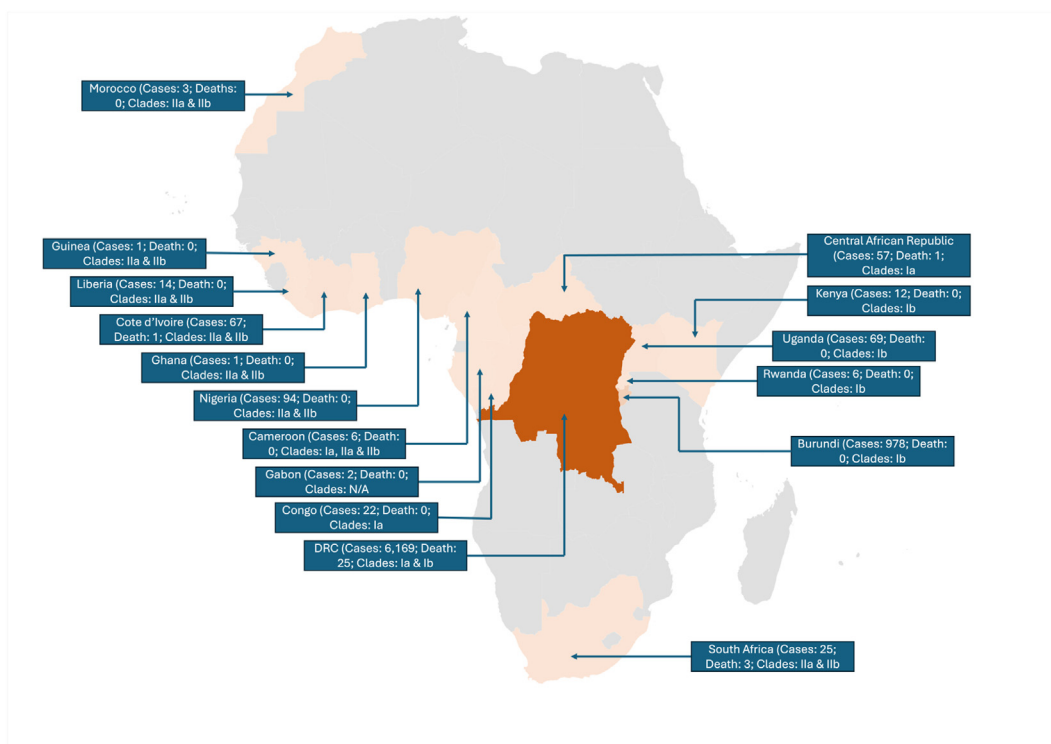 Morocco (Cases: 3; Deaths:
0; Clades: IIa & IIb)
Guinea (Cases: 1; Death: 0;
Clades: IIa & IIb)
Liberia (Cases: 14; Death: 0;
Clades: IIa & IIb)
Cote d'Ivoire (Cases: 67;
Death: 1; Clades: IIa & IIb)
Ghana (Cases: 1; Death: 0;
Clades: IIa & IIb)
Nigeria (Cases: 94; Death: 0;
Clades: IIa & IIb)
Cameroon (Cases: 6; Death:
0; Clades: Ia, IIa & IIb)
Gabon (Cases: 2; Death: 0;
Clades: N/A
Congo (Cases: 22; Death: 0;
Clades: Ia
DRC (Cases: 6,169; Death:
25; Clades: Ia & Ib)
Central African Republic
(Cases: 57; Death: 1;
Clades: Ia)
Kenya (Cases: 12; Death: 0;
Clades: Ib)
Uganda (Cases: 69; Death:
0; Clades: Ib)
Rwanda (Cases: 6; Death: 0;
Clades: Ib)
Burundi (Cases: 978; Death:
0; Clades: Ib)
South Africa (Cases: 25;
Death: 3; Clades: IIa & IIb)